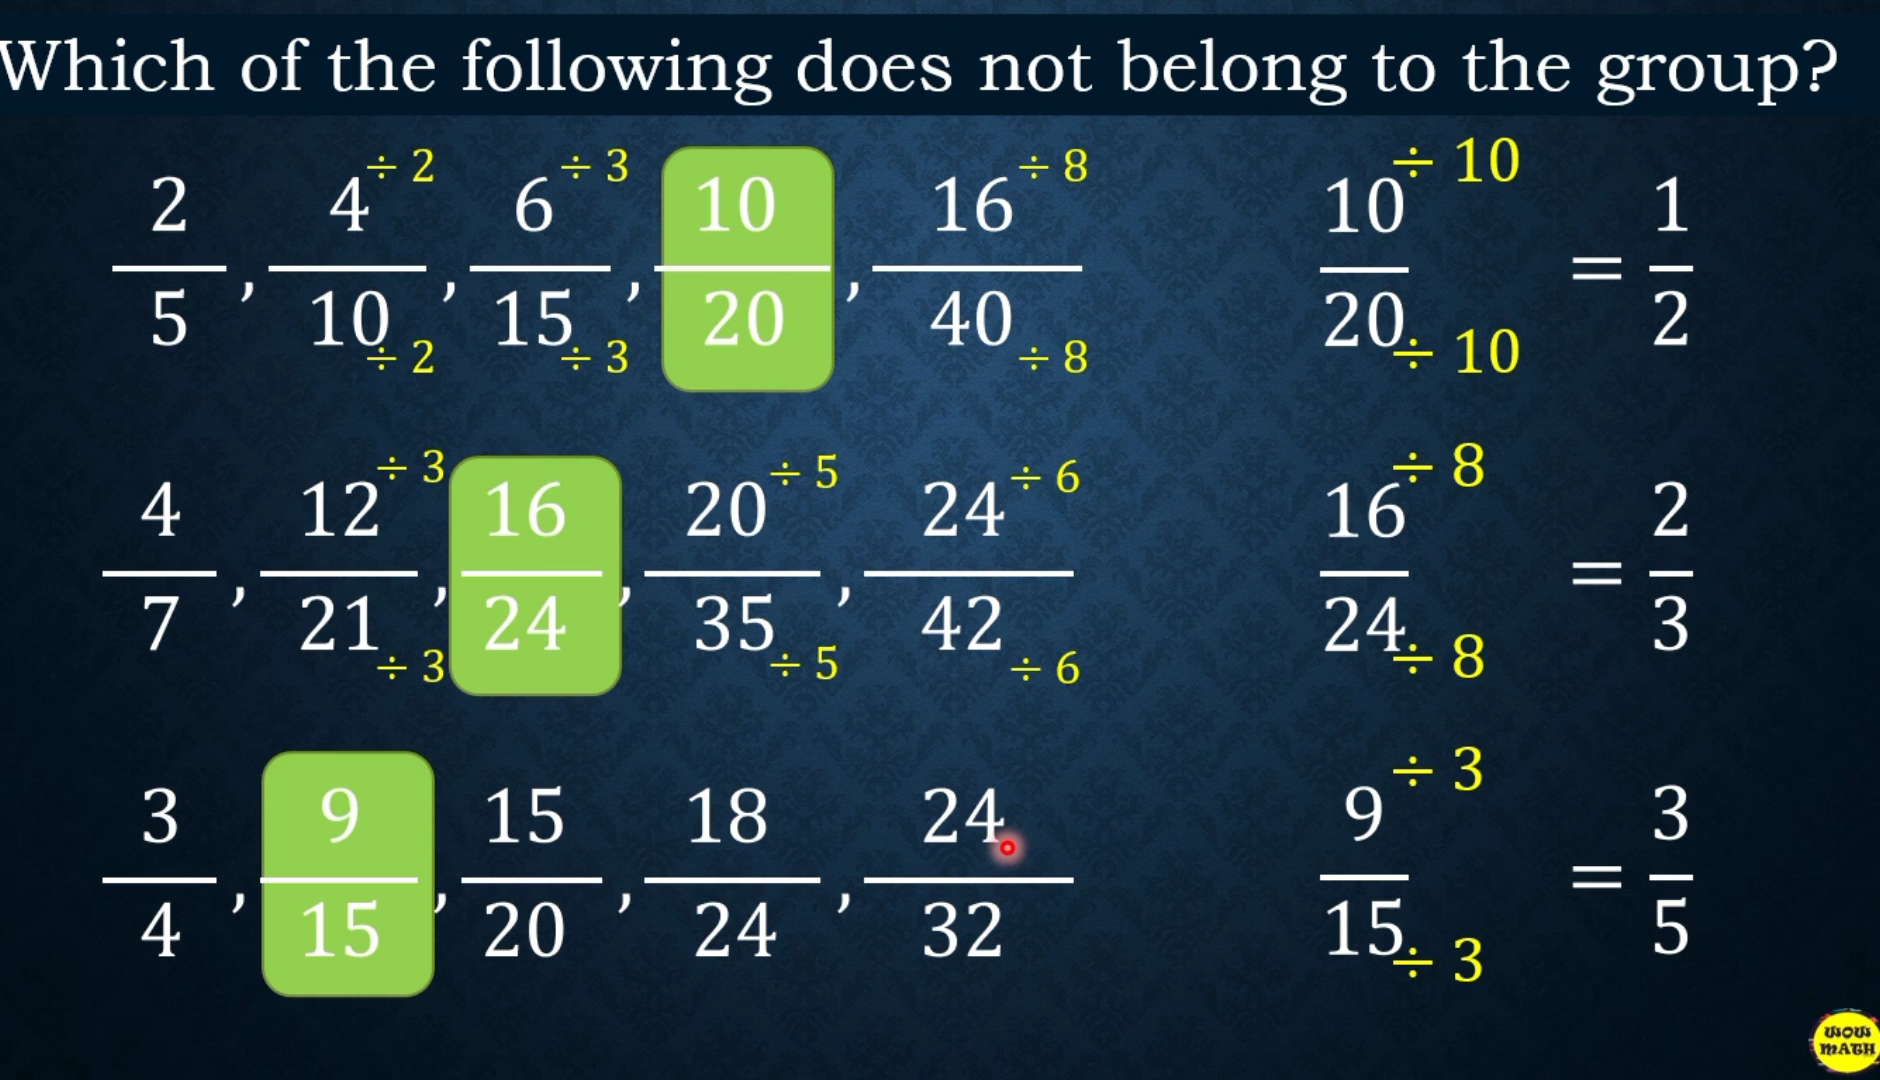 Which of the following does not belong to the group?
÷ 2 ÷ 3 ÷ 8 ÷ 10
2 4 6 10 16 10 1
, , , , =
5 10 15 20 40 20 2
÷ 2 ÷ 3 ÷ 8 ÷ 10
÷ 3 ÷ 5 ÷ 6 ÷ 8
4 12 16 20 24 16 2
, , , , =
7 21 24 35 42 24 3
÷ 3 ÷ 5 ÷ 6 ÷ 8
÷ 3
3 9 15 18 24 9 3
, , , , =
4 15 20 24 32 15 5
÷ 3
WOW
MATH